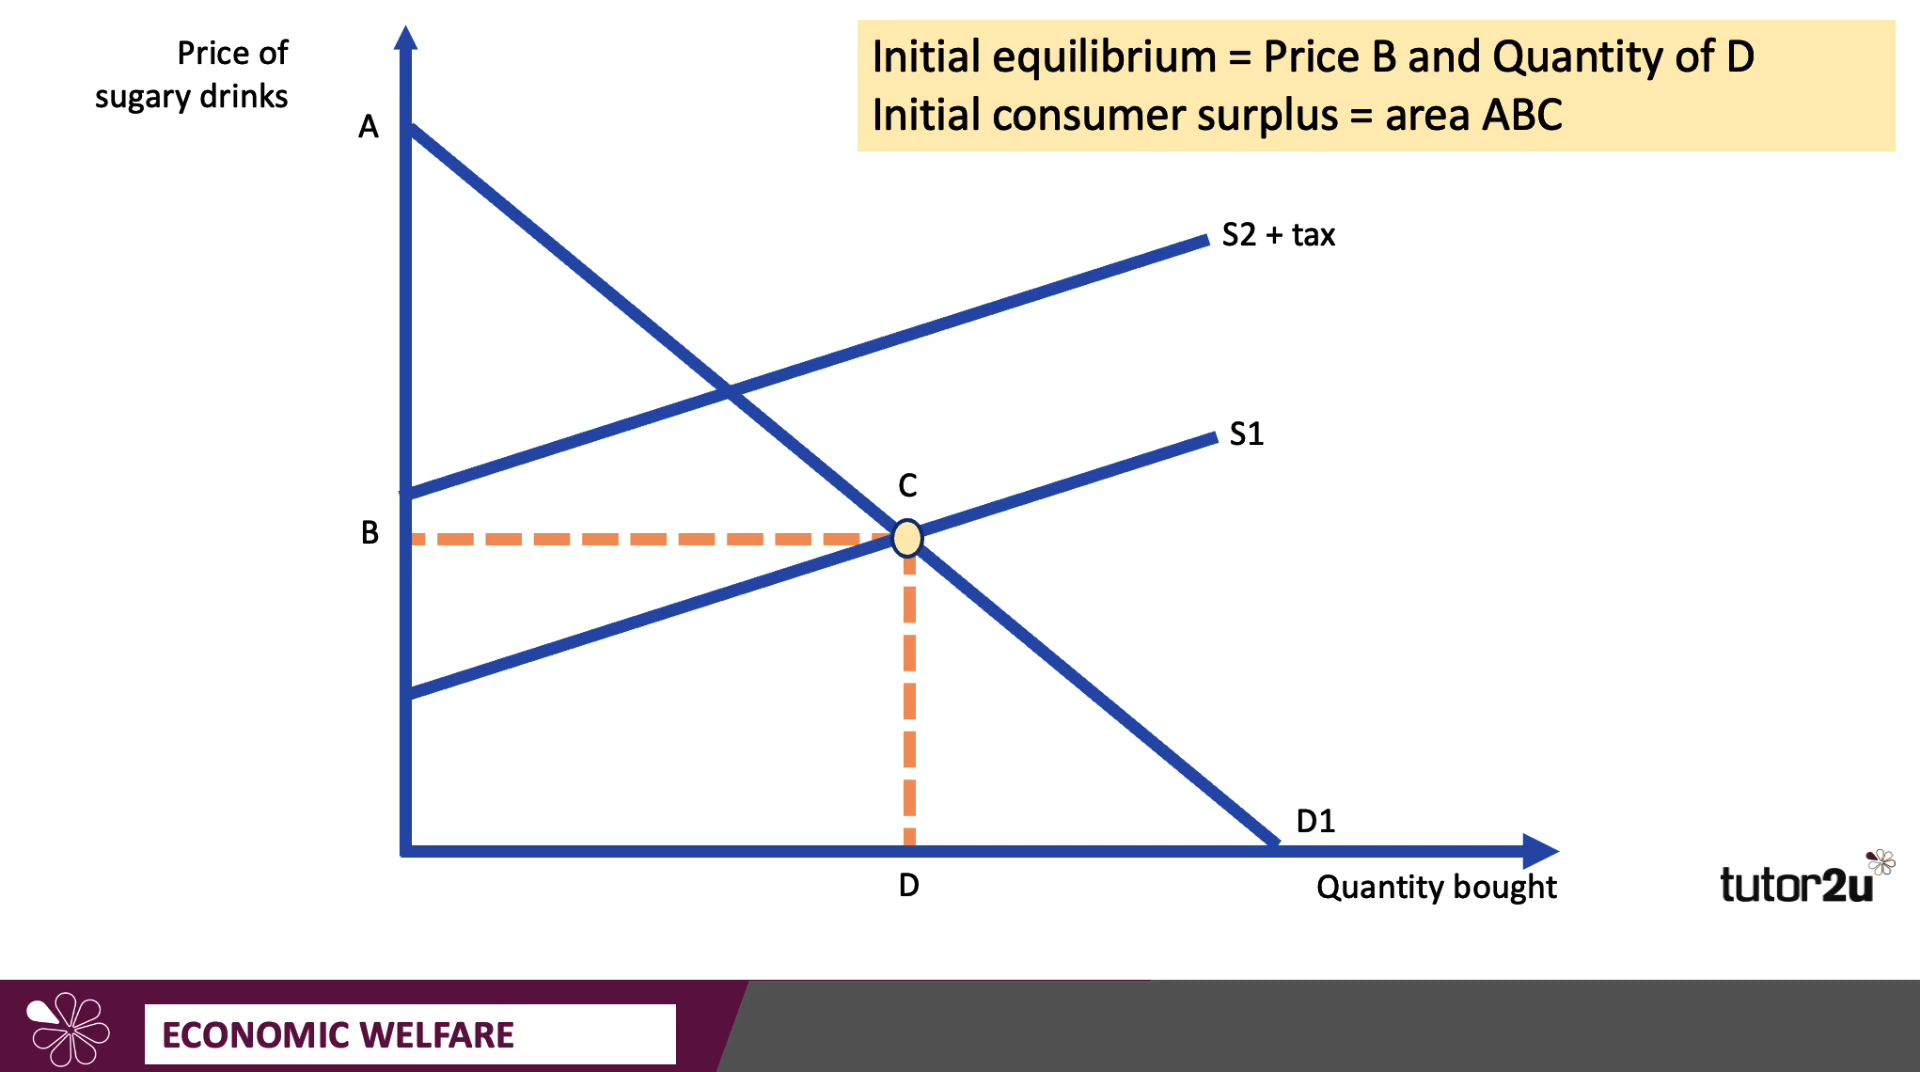 Price of
sugary drinks
Initial equilibrium = Price B and Quantity of D
Initial consumer surplus = area ABC
A
S2 + tax
S1
C
B
D1
D
Quantity bought
tutor2u
ECONOMIC WELFARE